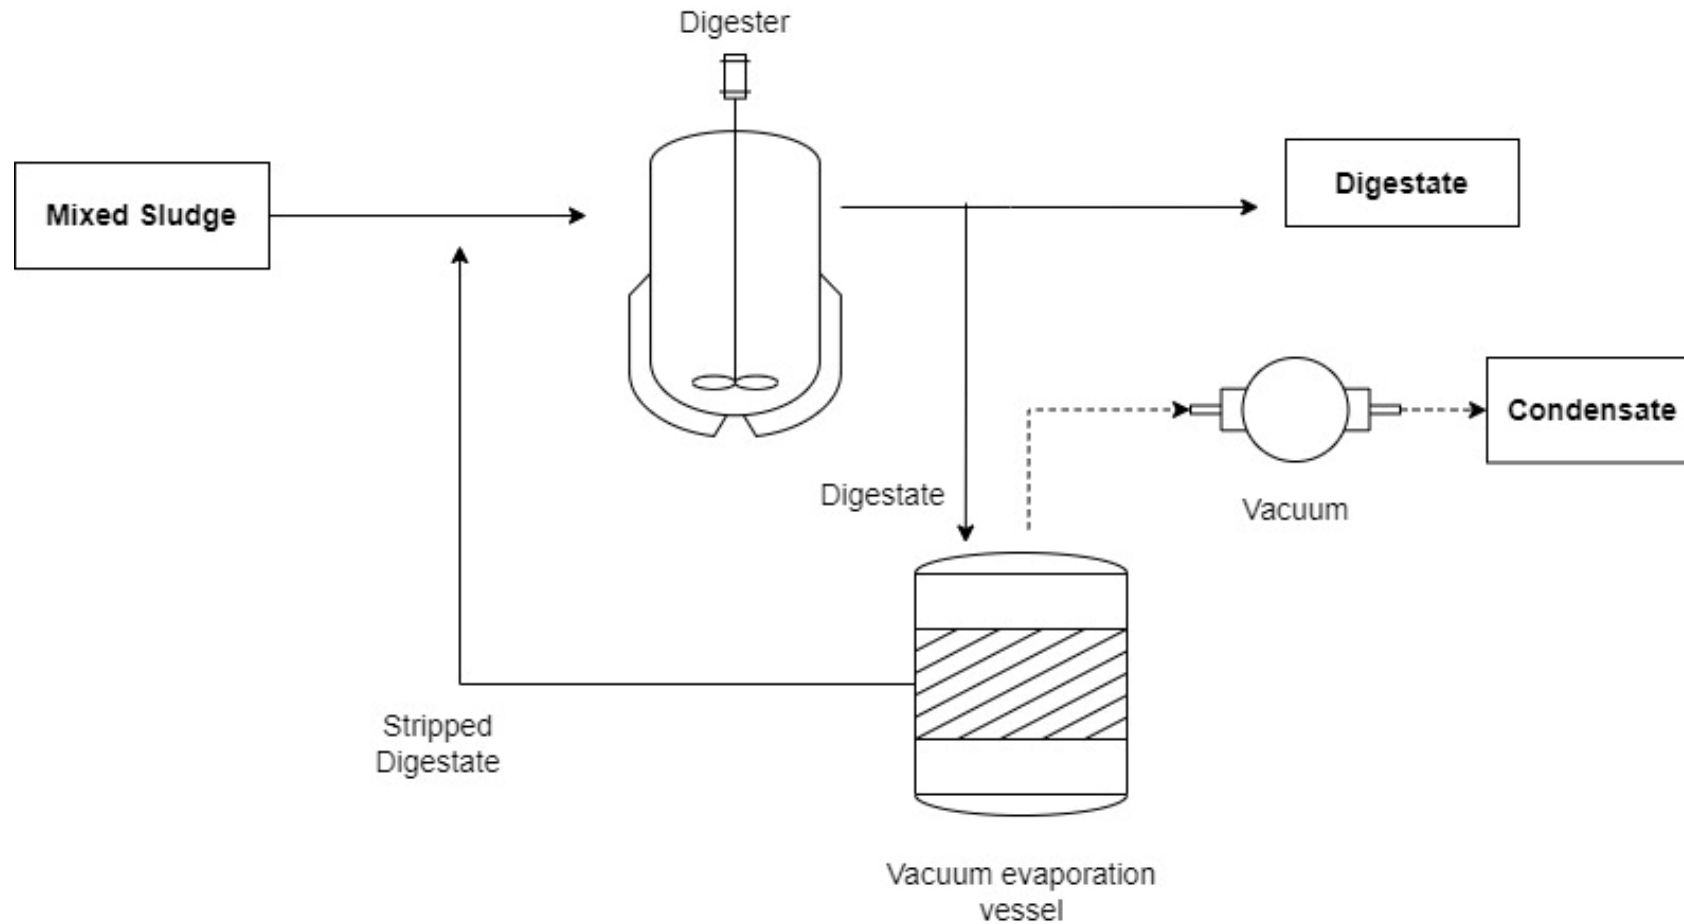 Digester
Mixed Sludge
Digestate
Condensate
Vacuum
Digestate
Stripped
Digestate
Vacuum evaporation
vessel